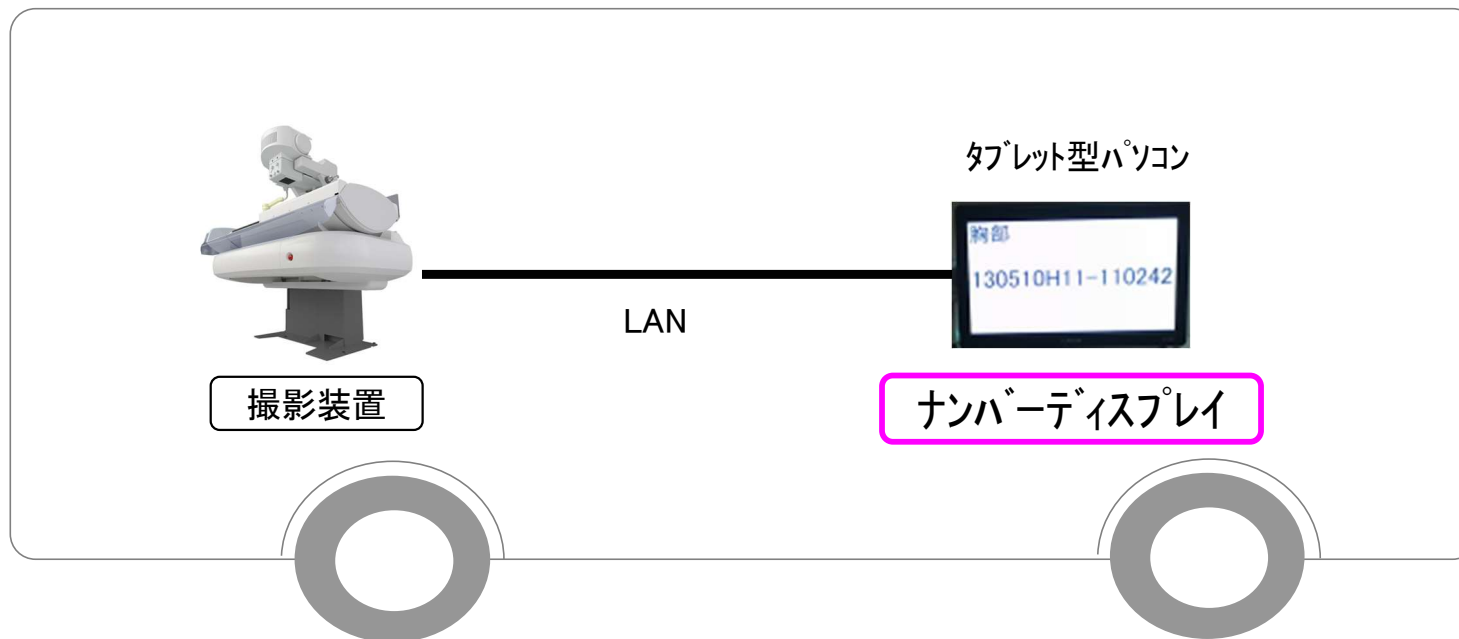 タブレット型パソコン
胸部
130510H11-110242
LAN
撮影装置
ナンバーディスプレイ